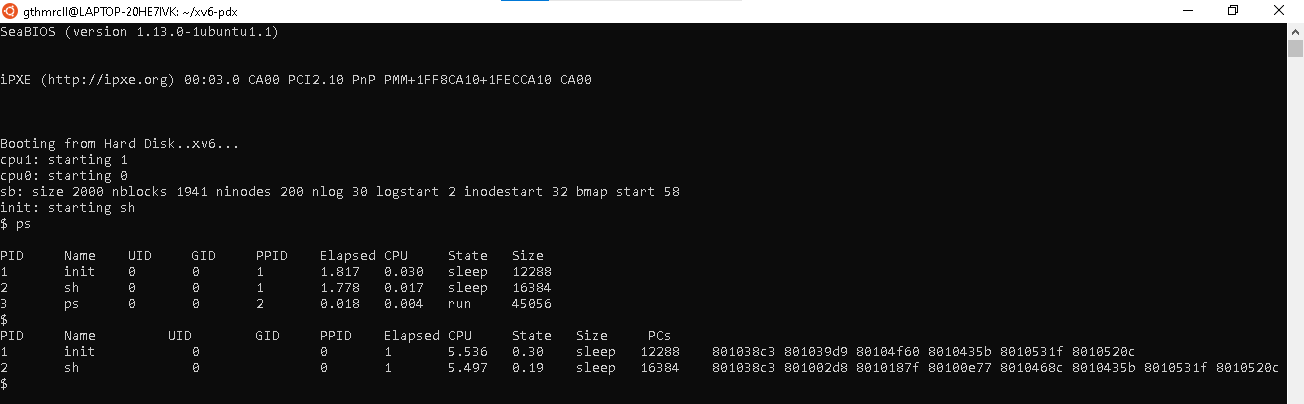 gthmrcll@LAPTOP-20HE7IVK: ~/xv6-pdx
SeaBIOS (version 1.13.0-1ubuntu1.1)
iPXE (http://ipxe.org) 00:03.0 CA00 PCI2.10 PnP PMM+1FF8CA10+1FECCA10 CA00
Booting from Hard Disk..xv6...
cpu1: starting 1
cpu0: starting 0
sb: size 2000 nblocks 1941 ninodes 200 nlog 30 logstart 2 inodestart 32 bmap start 58
init: starting sh
$ ps
PID Name UID GID PPID Elapsed CPU State Size
1 init 0 0 1 1.817 0.030 sleep 12288
2 sh 0 0 1 1.778 0.017 sleep 16384
3 ps 0 0 2 0.018 0.004 run 45056
$
PID Name UID GID PPID Elapsed CPU State Size PCs
1 init 0 0 1 5.536 0.30 sleep 12288 801038c3 801039d9 80104f60 8010435b 8010531f 8010520c
2 sh 0 0 1 5.497 0.19 sleep 16384 801038c3 801002d8 8010187f 80100e77 8010468c 8010435b 8010531f 8010520c
$